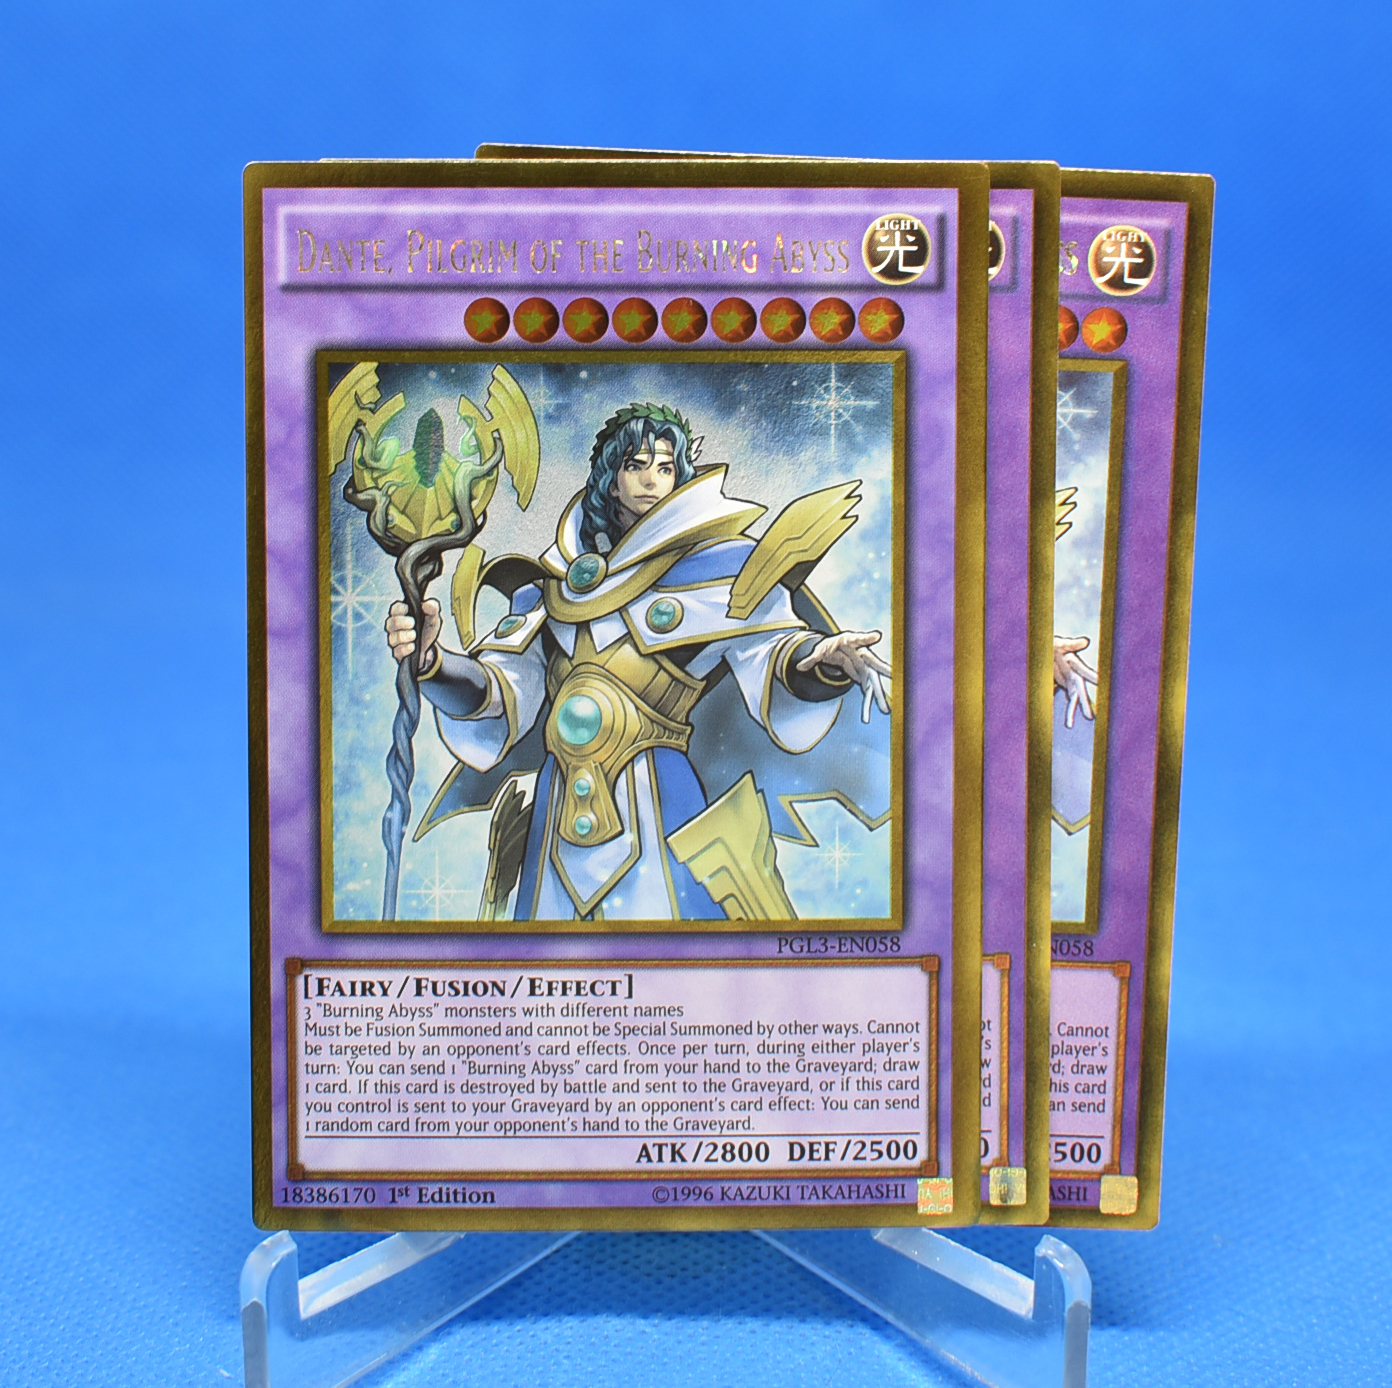 DANTE, PILGRIM OF THE BURNING ABYSS
LIGHT
光
PGL3-EN058
[FAIRY/FUSION/EFFECT]
3 "Burning Abyss" monsters with different names
Must be Fusion Summoned and cannot be Special Summoned by other ways. Cannot
be targeted by an opponent's card effects. Once per turn, during either player's
turn: You can send 1 "Burning Abyss" card from your hand to the Graveyard; draw
1 card. If this card is destroyed by battle and sent to the Graveyard, or if this card
you control is sent to your Graveyard by an opponent's card effect: You can send
1 random card from your opponent's hand to the Graveyard.
ATK/2800 DEF/2500
18386170 1st Edition
©1996 KAZUKI TAKAHASHI
SS
LIGHT
光
N058
. Cannot
player's
d; draw
his card
an send
500
ASHI